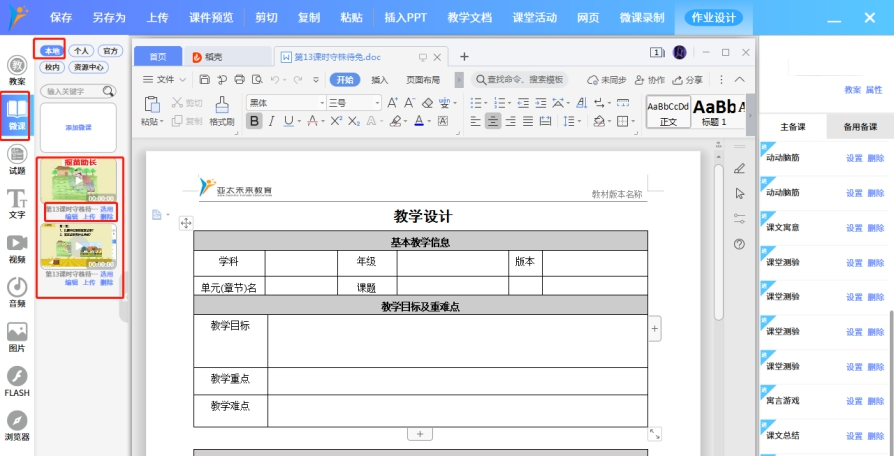 保存 另存为 上传 课件预览 剪切 复制 粘贴 插入PPT 教学文档 课堂活动 网页 微课录制 作业设计
教案
微课
试题
文字
视频
音频
图片
FLASH
浏览器
本地 个人 官方
校内 资源中心
输入关键字
添加微课
拔苗助长
00:00:00
第13课时守株待… 选用
编辑 上传 删除
00:00:00
第13课时守株待… 选用
编辑 上传 删除
首页 稻壳 第13课时守株待兔.doc
三 文件 开始 插入 页面布局 查找命令、搜索模板 未同步 协作 分享
粘贴 剪切 复制 格式刷
黑体 三号
B I U A X² X₂ A A A
AaBbCcDd AaBb
正文 标题 1
亚太未来教育
教材版本名称
教学设计
基本教学信息
学科 年级 版本
单元(章节)名 课题
教学目标及重难点
教学目标
教学重点
教学难点
教案 属性
主备课 备用备课
动动脑筋 设置 删除
动动脑筋 设置 删除
课文寓意 设置 删除
课堂测验 设置 删除
课堂测验 设置 删除
课堂测验 设置 删除
课堂测验 设置 删除
寓言游戏 设置 删除
课文总结 设置 删除